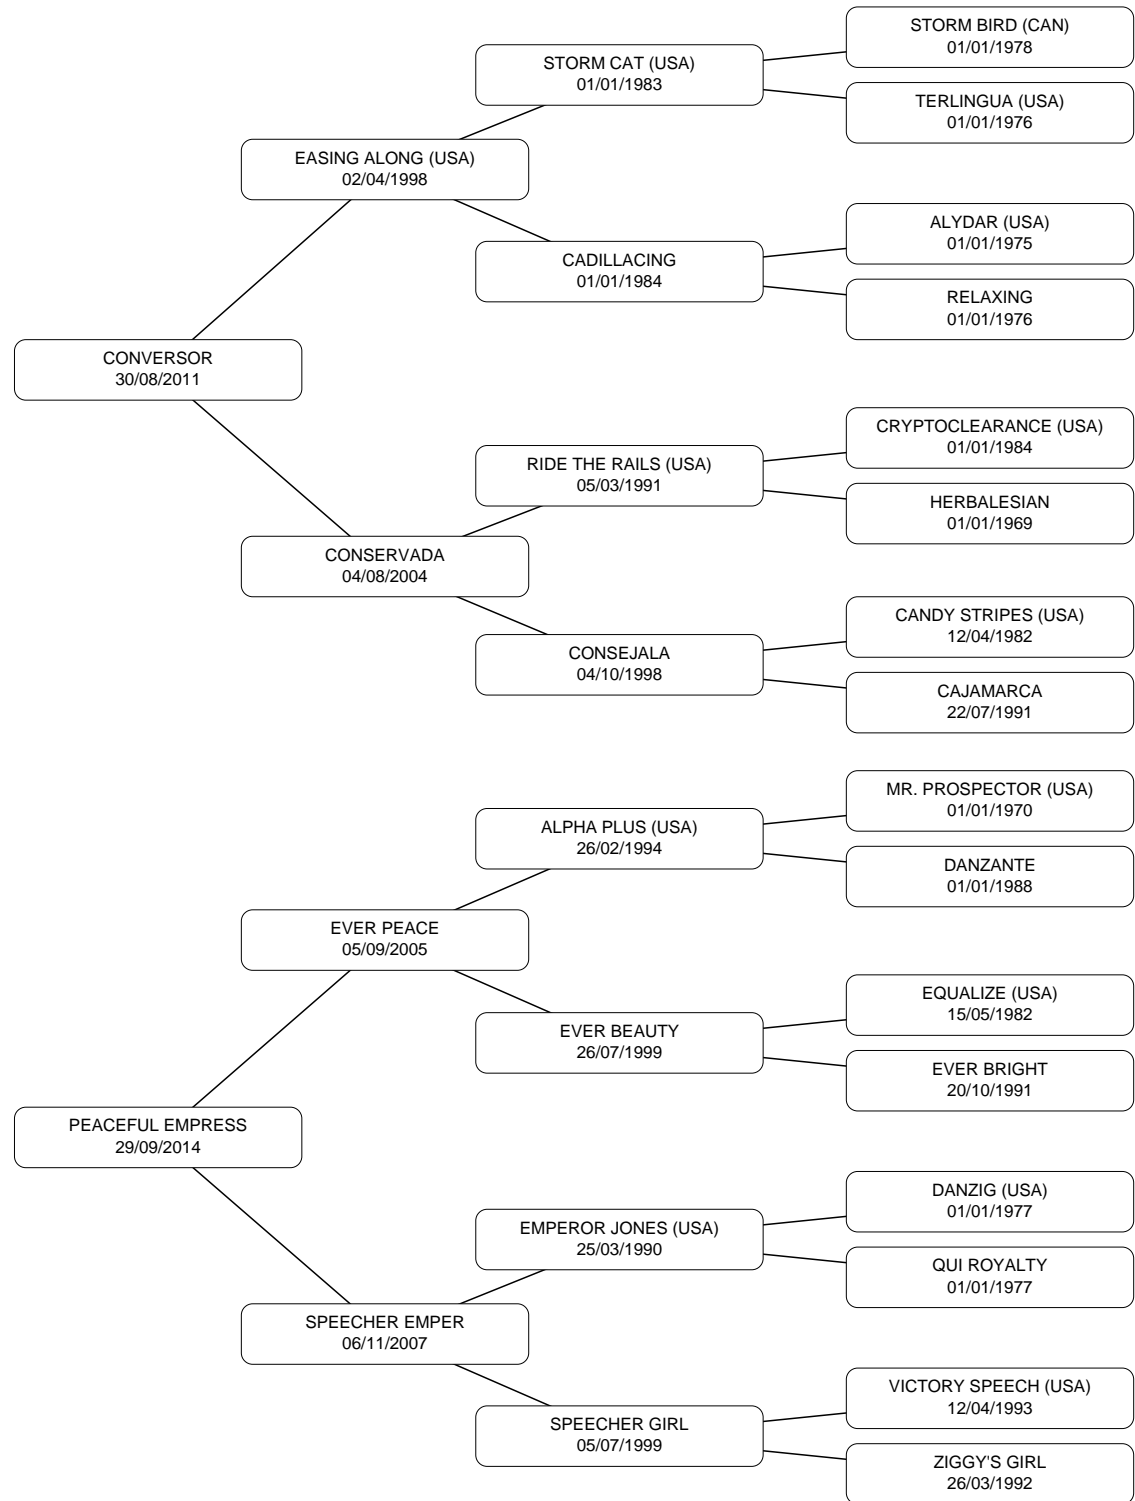 STORM BIRD (CAN)
01/01/1978
STORM CAT (USA)
01/01/1983
TERLINGUA (USA)
01/01/1976
EASING ALONG (USA)
02/04/1998
ALYDAR (USA)
01/01/1975
CADILLACING
01/01/1984
RELAXING
01/01/1976
CONVERSOR
30/08/2011
CRYPTOCLEARANCE (USA)
01/01/1984
RIDE THE RAILS (USA)
05/03/1991
HERBALESIAN
01/01/1969
CONSERVADA
04/08/2004
CANDY STRIPES (USA)
12/04/1982
CONSEJALA
04/10/1998
CAJAMARCA
22/07/1991
MR. PROSPECTOR (USA)
01/01/1970
ALPHA PLUS (USA)
26/02/1994
DANZANTE
01/01/1988
EVER PEACE
05/09/2005
EQUALIZE (USA)
15/05/1982
EVER BEAUTY
26/07/1999
EVER BRIGHT
20/10/1991
PEACEFUL EMPRESS
29/09/2014
DANZIG (USA)
01/01/1977
EMPEROR JONES (USA)
25/03/1990
QUI ROYALTY
01/01/1977
SPEECHER EMPER
06/11/2007
VICTORY SPEECH (USA)
12/04/1993
SPEECHER GIRL
05/07/1999
ZIGGY'S GIRL
26/03/1992